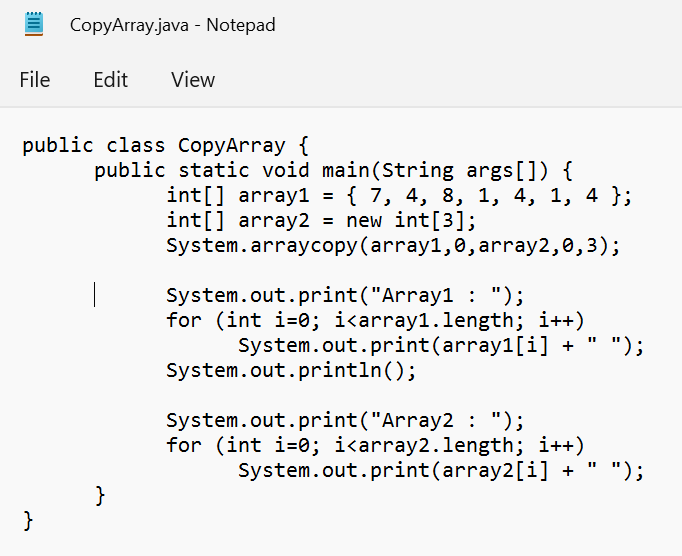 CopyArray.java - Notepad
File Edit View
public class CopyArray {
public static void main(String args[]) {
int[] array1 = { 7, 4, 8, 1, 4, 1, 4 };
int[] array2 = new int[3];
System.arraycopy(array1,0,array2,0,3);
System.out.print("Array1 : ");
for (int i=0; i<array1.length; i++)
System.out.print(array1[i] + " ");
System.out.println();
System.out.print("Array2 : ");
for (int i=0; i<array2.length; i++)
System.out.print(array2[i] + " ");
}
}